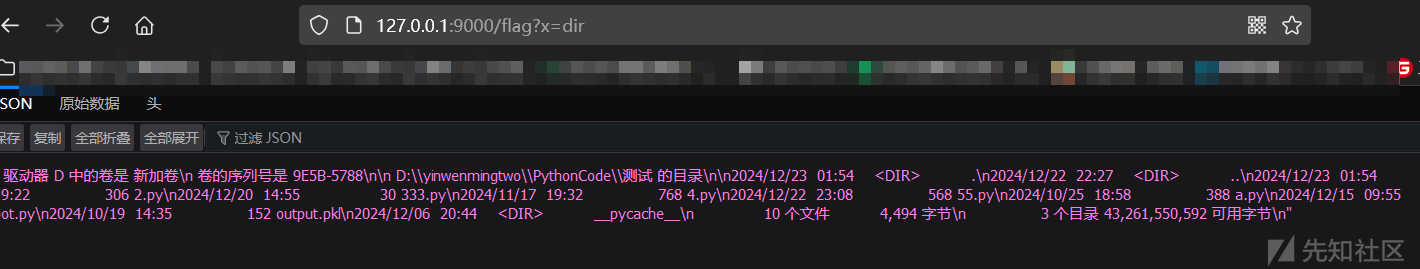 127.0.0.1:9000/flag?x=dir
JSON 原始数据 头
保存 复制 全部折叠 全部展开 过滤 JSON
驱动器 D 中的卷是 新加卷\n 卷的序列号是 9E5B-5788\n\n D:\\yinwenmingtwo\\PythonCode\\测试 的目录\n\n2024/12/23 01:54 <DIR> .\n2024/12/22 22:27 <DIR> ..\n2024/12/23 01:54
9:22 306 2.py\n2024/12/20 14:55 30 333.py\n2024/11/17 19:32 768 4.py\n2024/12/22 23:08 568 55.py\n2024/10/25 18:58 388 a.py\n2024/12/15 09:55
ot.py\n2024/10/19 14:35 152 output.pkl\n2024/12/06 20:44 <DIR> __pycache__\n 10 个文件 4,494 字节\n 3 个目录 43,261,550,592 可用字节\n"
先知社区